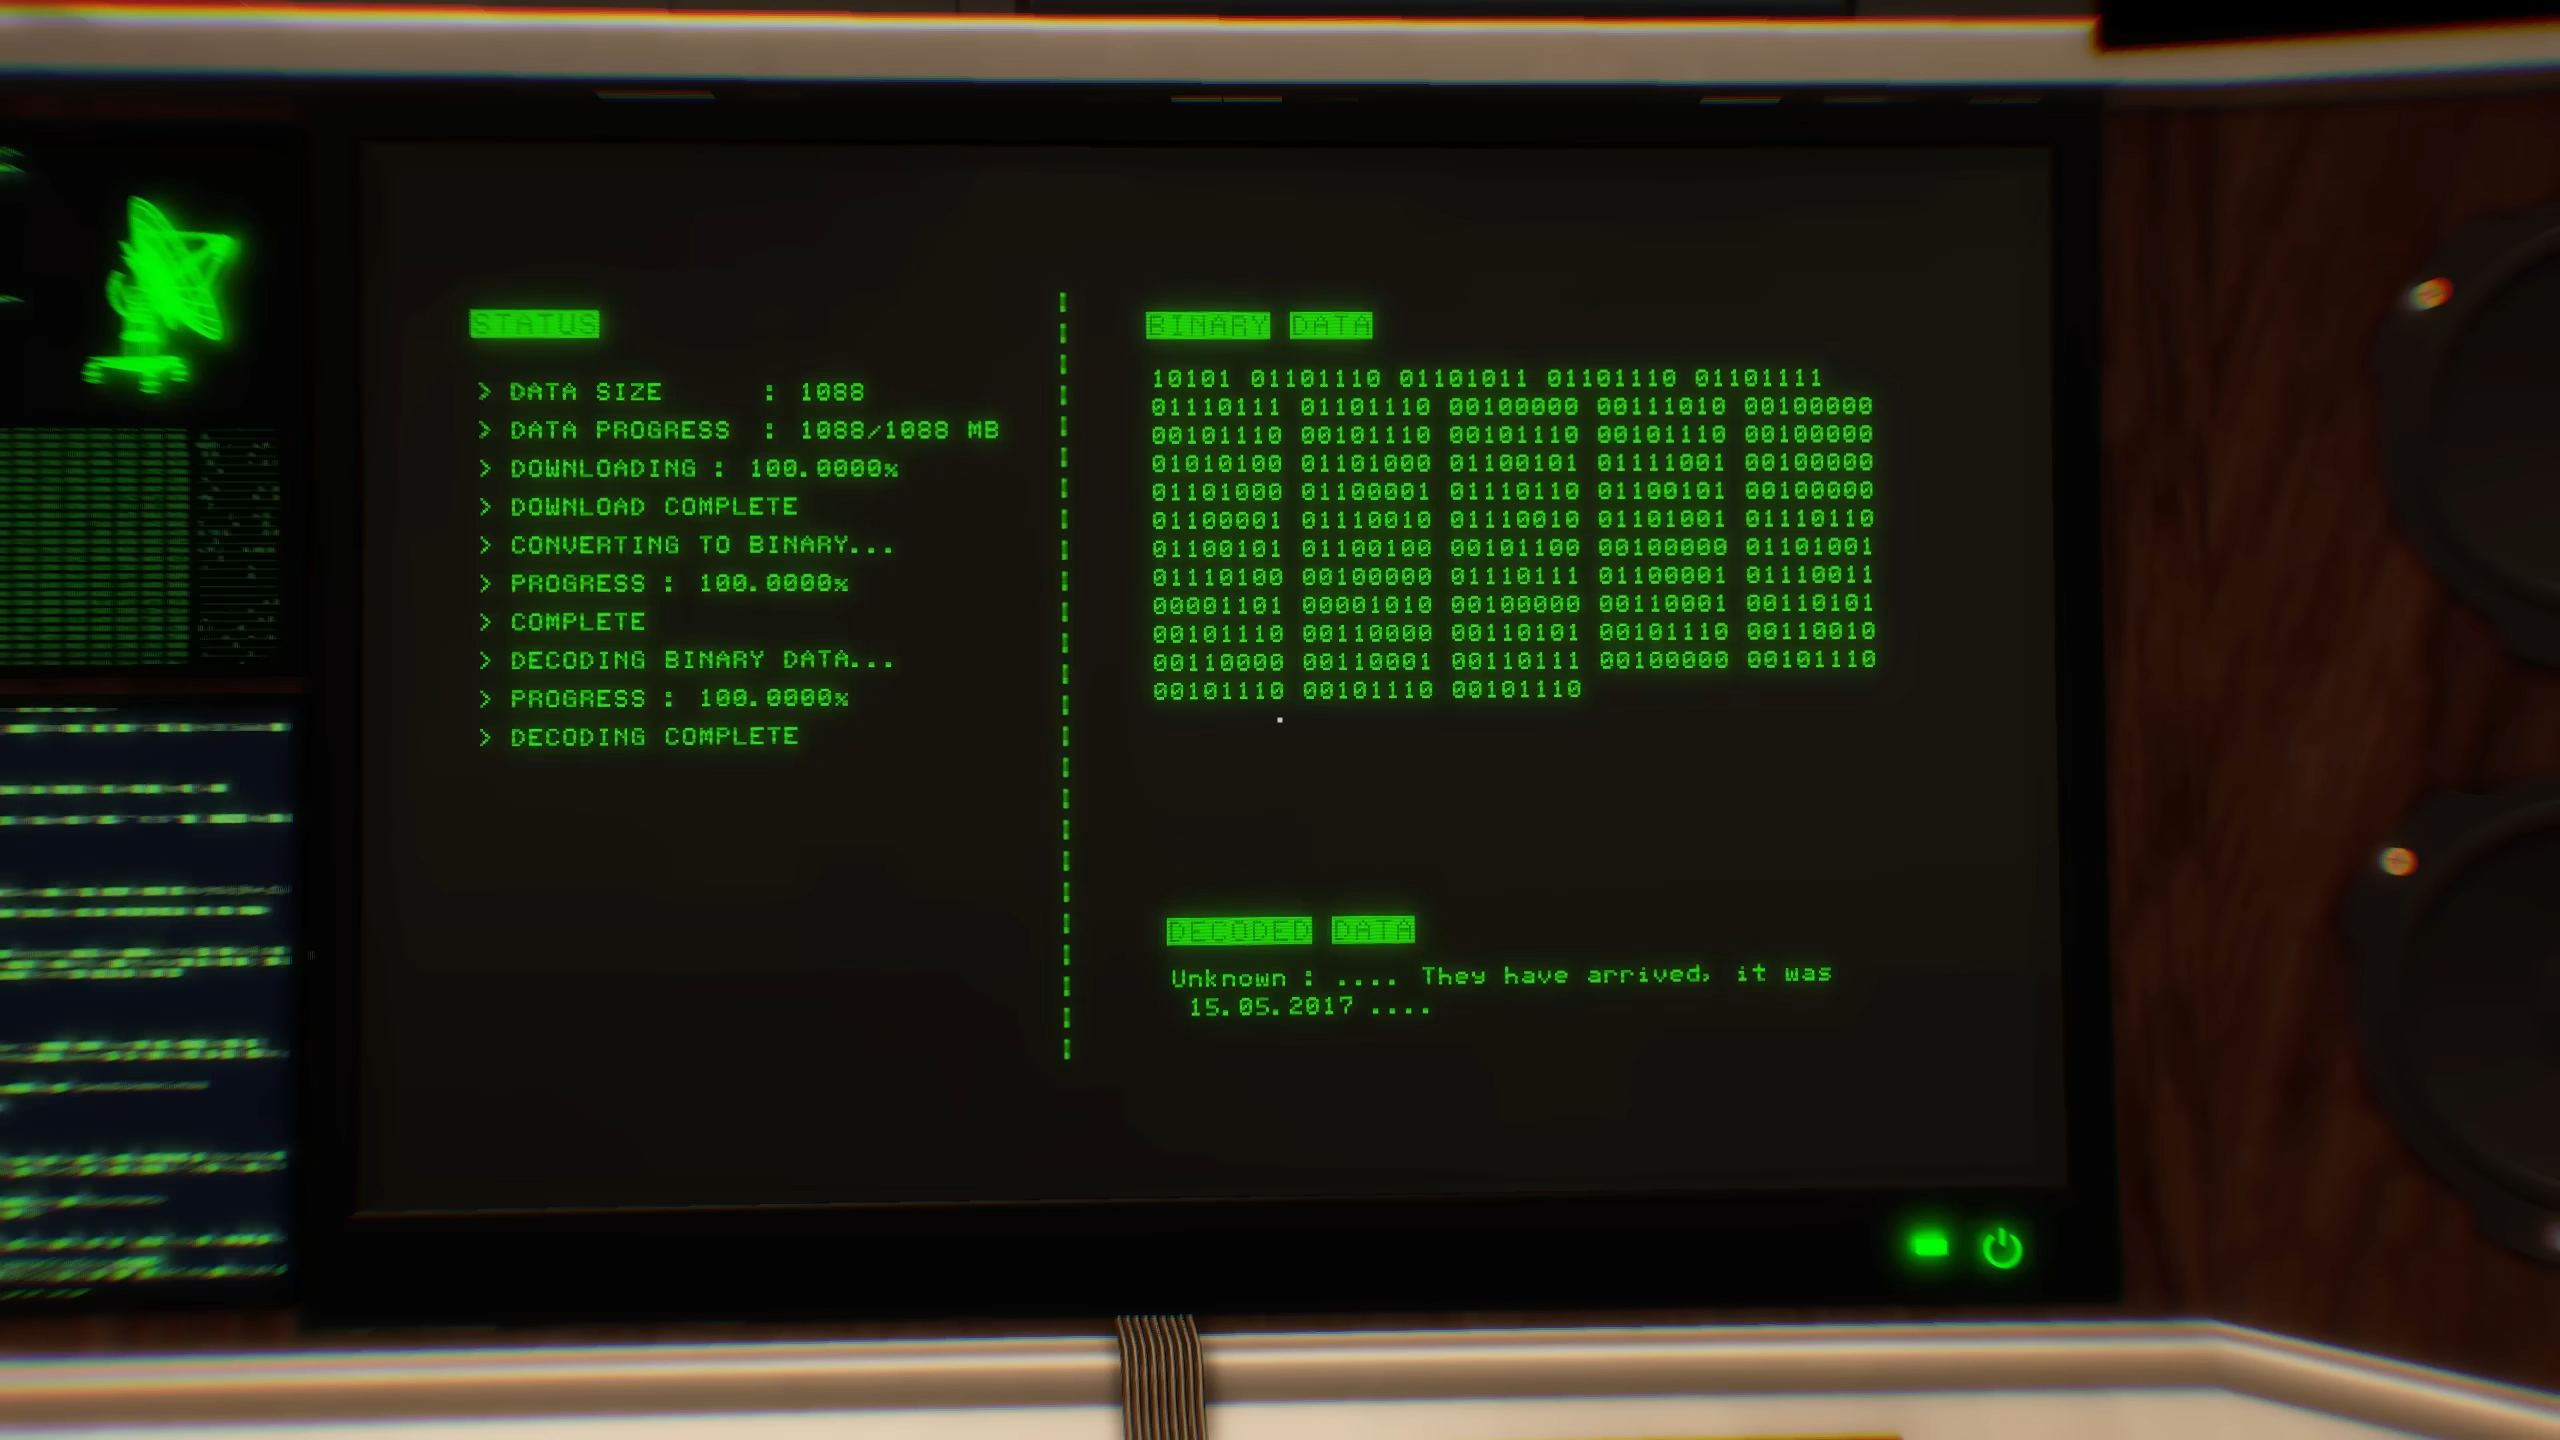 STATUS
> DATA SIZE : 1088
> DATA PROGRESS : 1088/1088 MB
> DOWNLOADING : 100.0000%
> DOWNLOAD COMPLETE
> CONVERTING TO BINARY...
> PROGRESS : 100.0000%
> COMPLETE
> DECODING BINARY DATA...
> PROGRESS : 100.0000%
> DECODING COMPLETE
BINARY DATA
10101 01101110 01101011 01101110 01101111
01110111 01101110 00100000 00111010 00100000
00101110 00101110 00101110 00101110 00100000
01010100 01101000 01100101 01111001 00100000
01101000 01100001 01110110 01100101 00100000
01100001 01110010 01110010 01101001 01110110
01100101 01100100 00101100 00100000 01101001
01110100 00100000 01110111 01100001 01110011
00001101 00001010 00100000 00110001 00110101
00101110 00110000 00110101 00101110 00110010
00110000 00110001 00110111 00100000 00101110
00101110 00101110 00101110
DECODED DATA
Unknown : .... They have arrived, it was
15.05.2017 ....